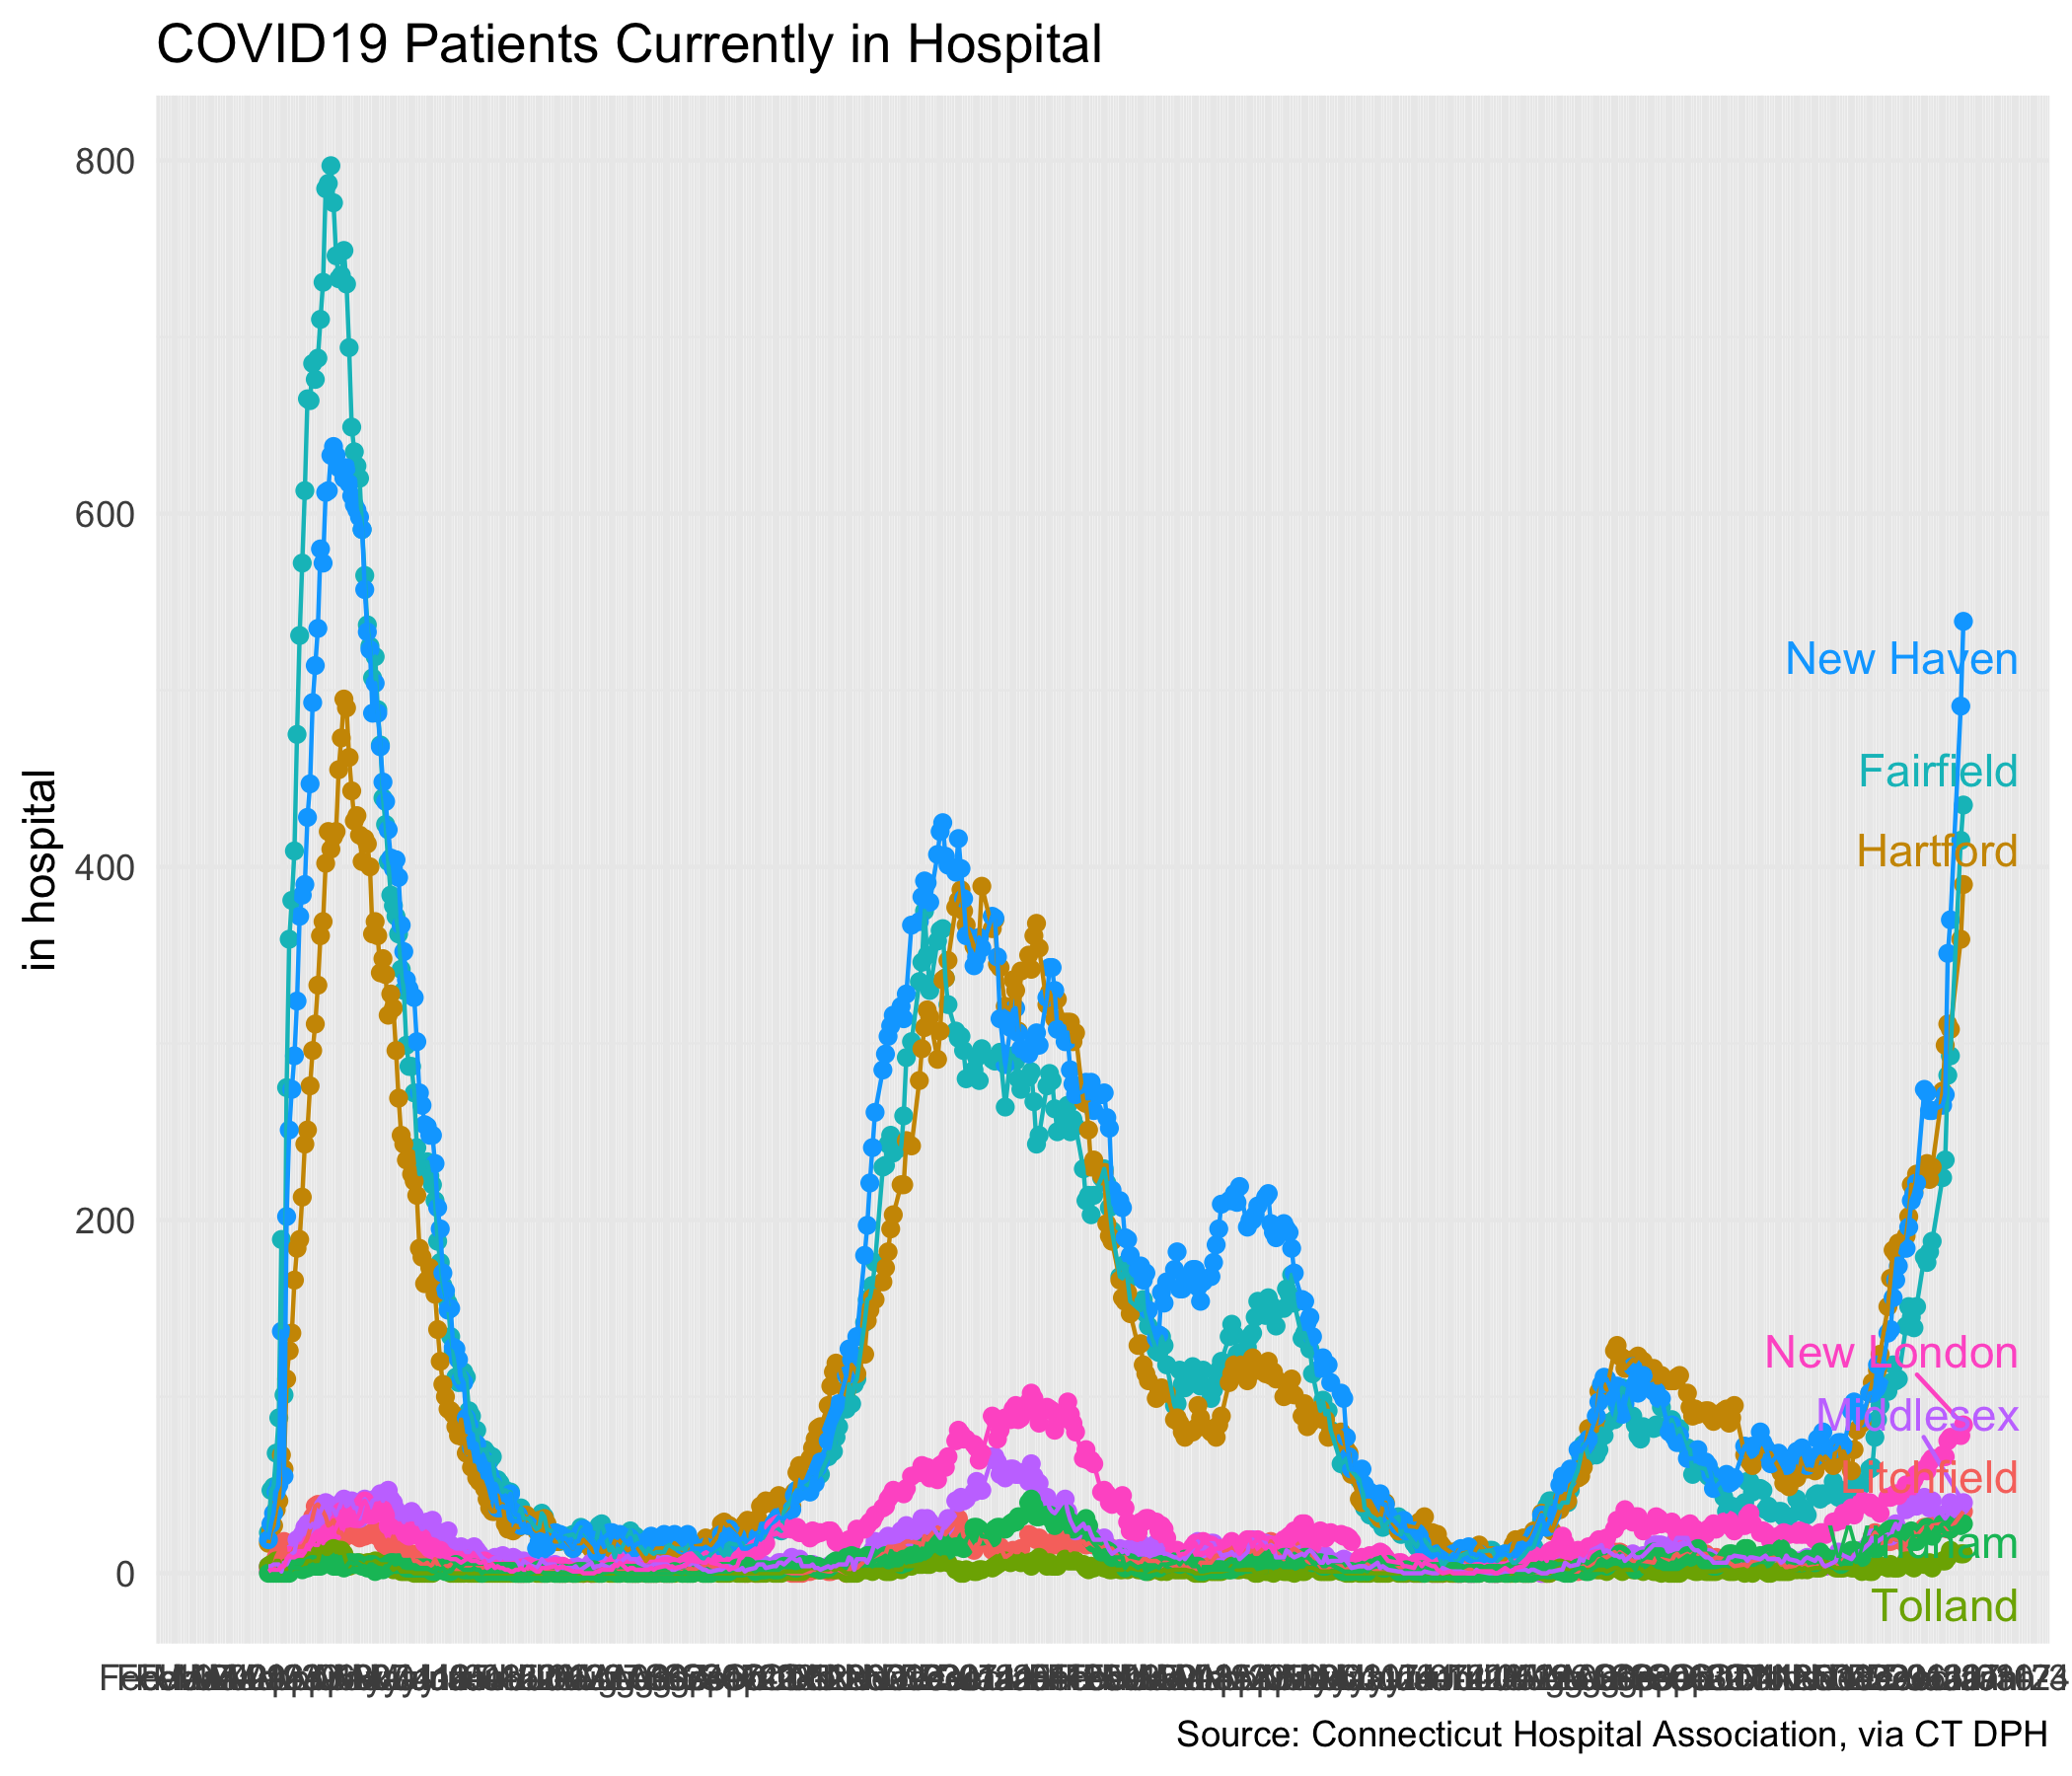 COVID19 Patients Currently in Hospital
800
600
400
200
0
in hospital
New Haven
Fairfield
Hartford
New London
Middlesex
Litchfield
Windham
Tolland
Source: Connecticut Hospital Association, via CT DPH